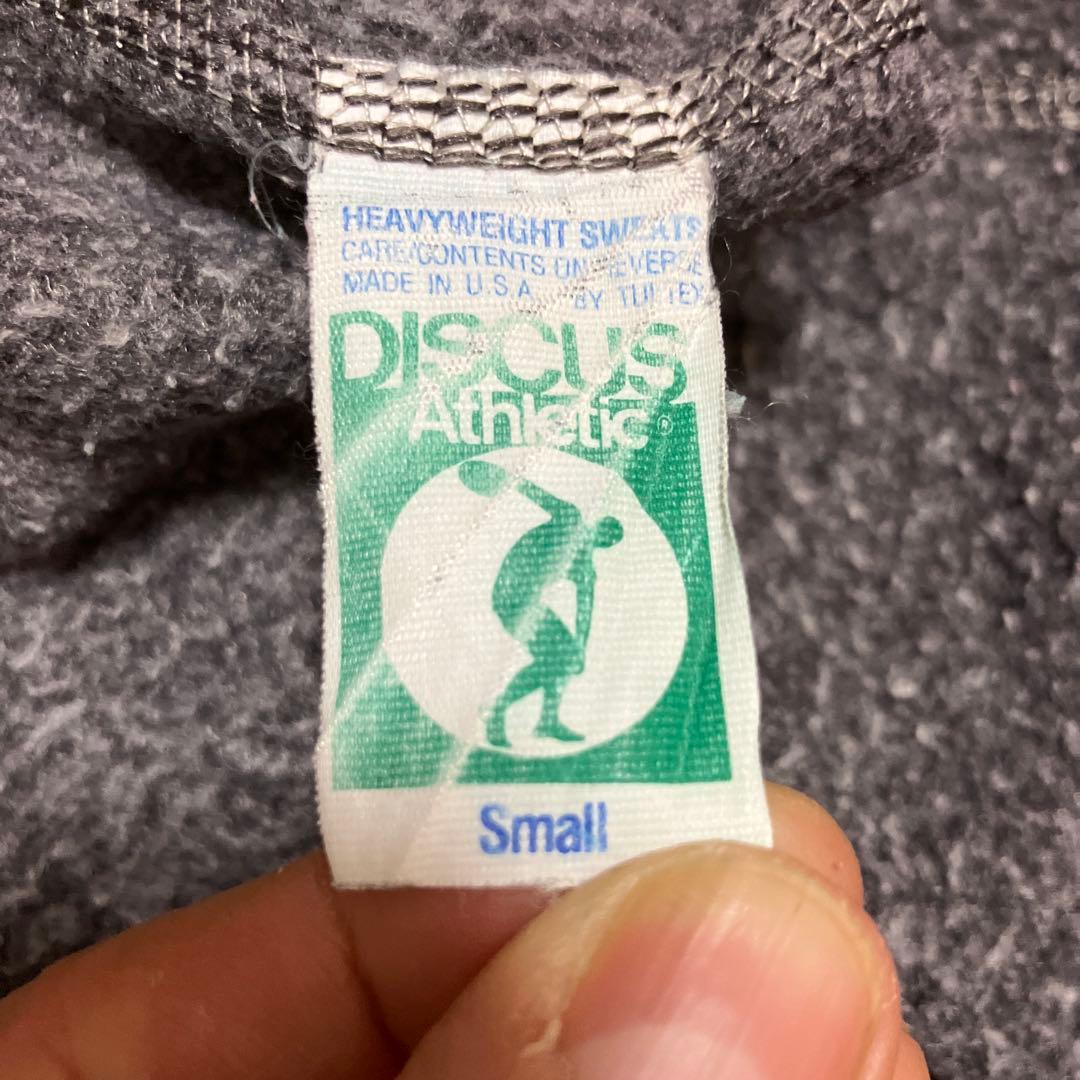 HEAVYWEIGHT SWEATS
CARE/CONTENTS ON REVERSE
MADE IN U.S.A. BY TULTEX
DISCUS
Athletic®
Small